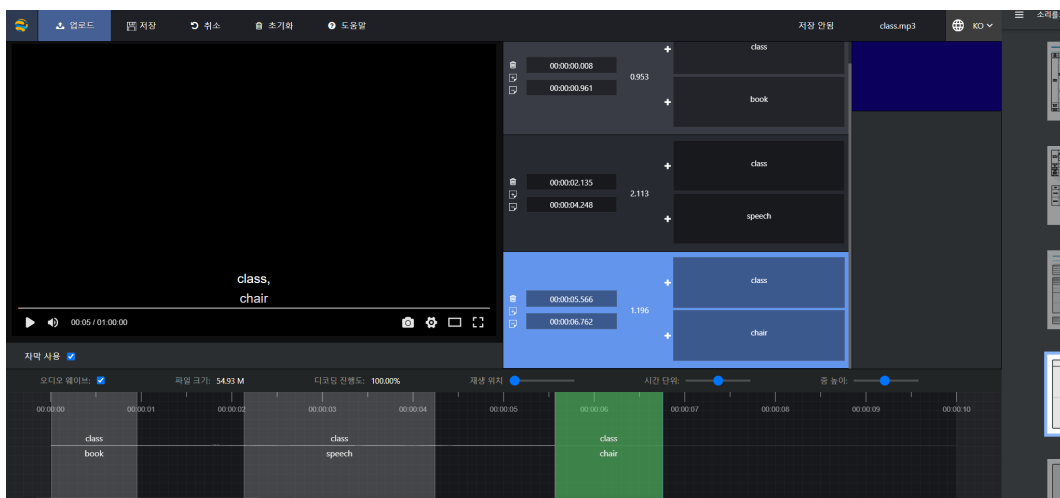 업로드 저장 취소 초기화 도움말 저장 안됨 class.mp3 KO
class
00:00:00.008
0.953
00:00:00.961
book
class
00:00:02.135
2.113
00:00:04.248
speech
class
00:00:05.566
1.196
00:00:06.762
chair
class,
chair
00:05 / 01:00:00
자막 사용
오디오 웨이브: 파일 크기: 54.93 M 디코딩 진행도: 100.00% 재생 위치 시간 단위: 줌 높이:
00:00:00 00:00:01 00:00:02 00:00:03 00:00:04 00:00:05 00:00:06 00:00:07 00:00:08 00:00:09 00:00:10
class class class
book speech chair